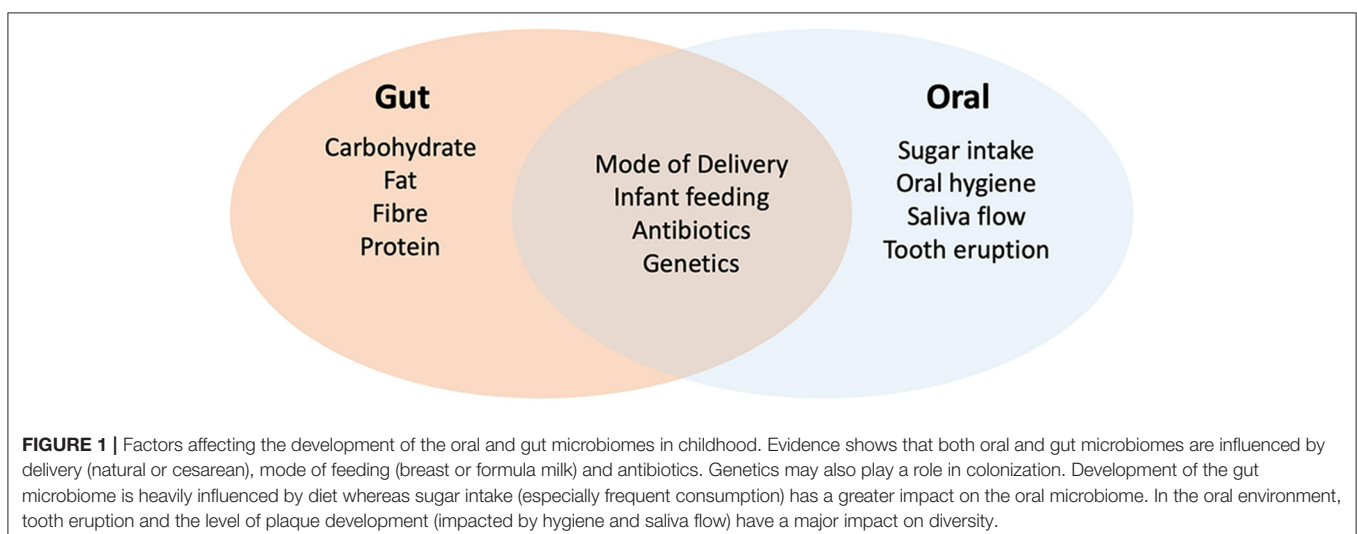 Gut
Carbohydrate
Fat
Fibre
Protein
Mode of Delivery
Infant feeding
Antibiotics
Genetics
Oral
Sugar intake
Oral hygiene
Saliva flow
Tooth eruption
FIGURE 1 | Factors affecting the development of the oral and gut microbiomes in childhood. Evidence shows that both oral and gut microbiomes are influenced by
delivery (natural or cesarean), mode of feeding (breast or formula milk) and antibiotics. Genetics may also play a role in colonization. Development of the gut
microbiome is heavily influenced by diet whereas sugar intake (especially frequent consumption) has a greater impact on the oral microbiome. In the oral environment,
tooth eruption and the level of plaque development (impacted by hygiene and saliva flow) have a major impact on diversity.